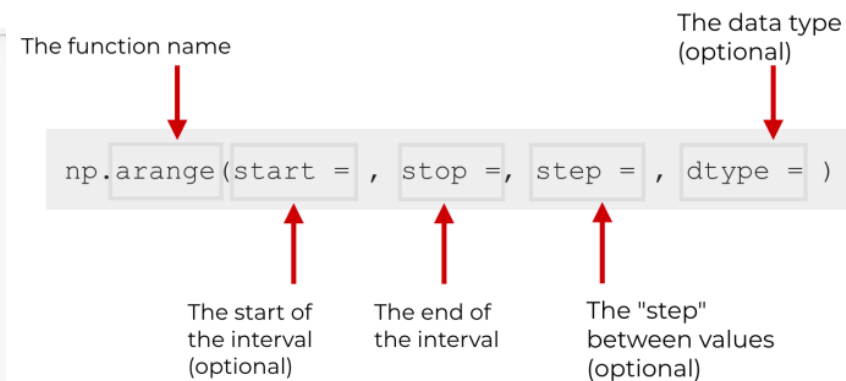 The data type
(optional)
The function name
np.arange(start = , stop =, step = , dtype = )
The start of
the interval
(optional)
The end of
the interval
The "step"
between values
(optional)